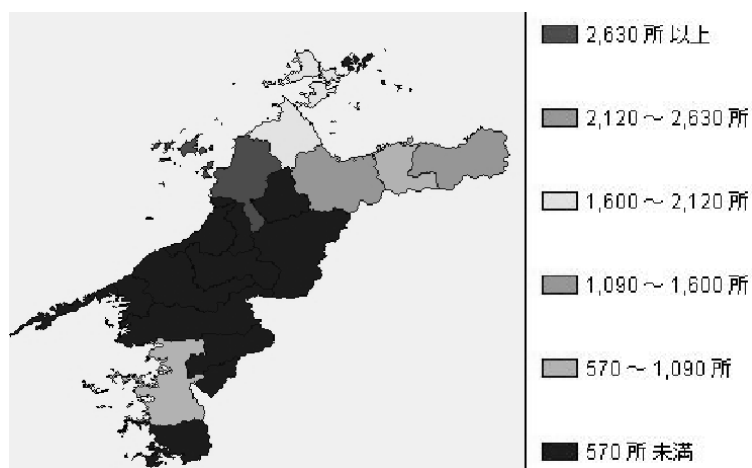 2,630 所 以上
2,120 ～ 2,630 所
1,600 ～ 2,120 所
1,090 ～ 1,600 所
570 ～ 1,090 所
570 所 未満